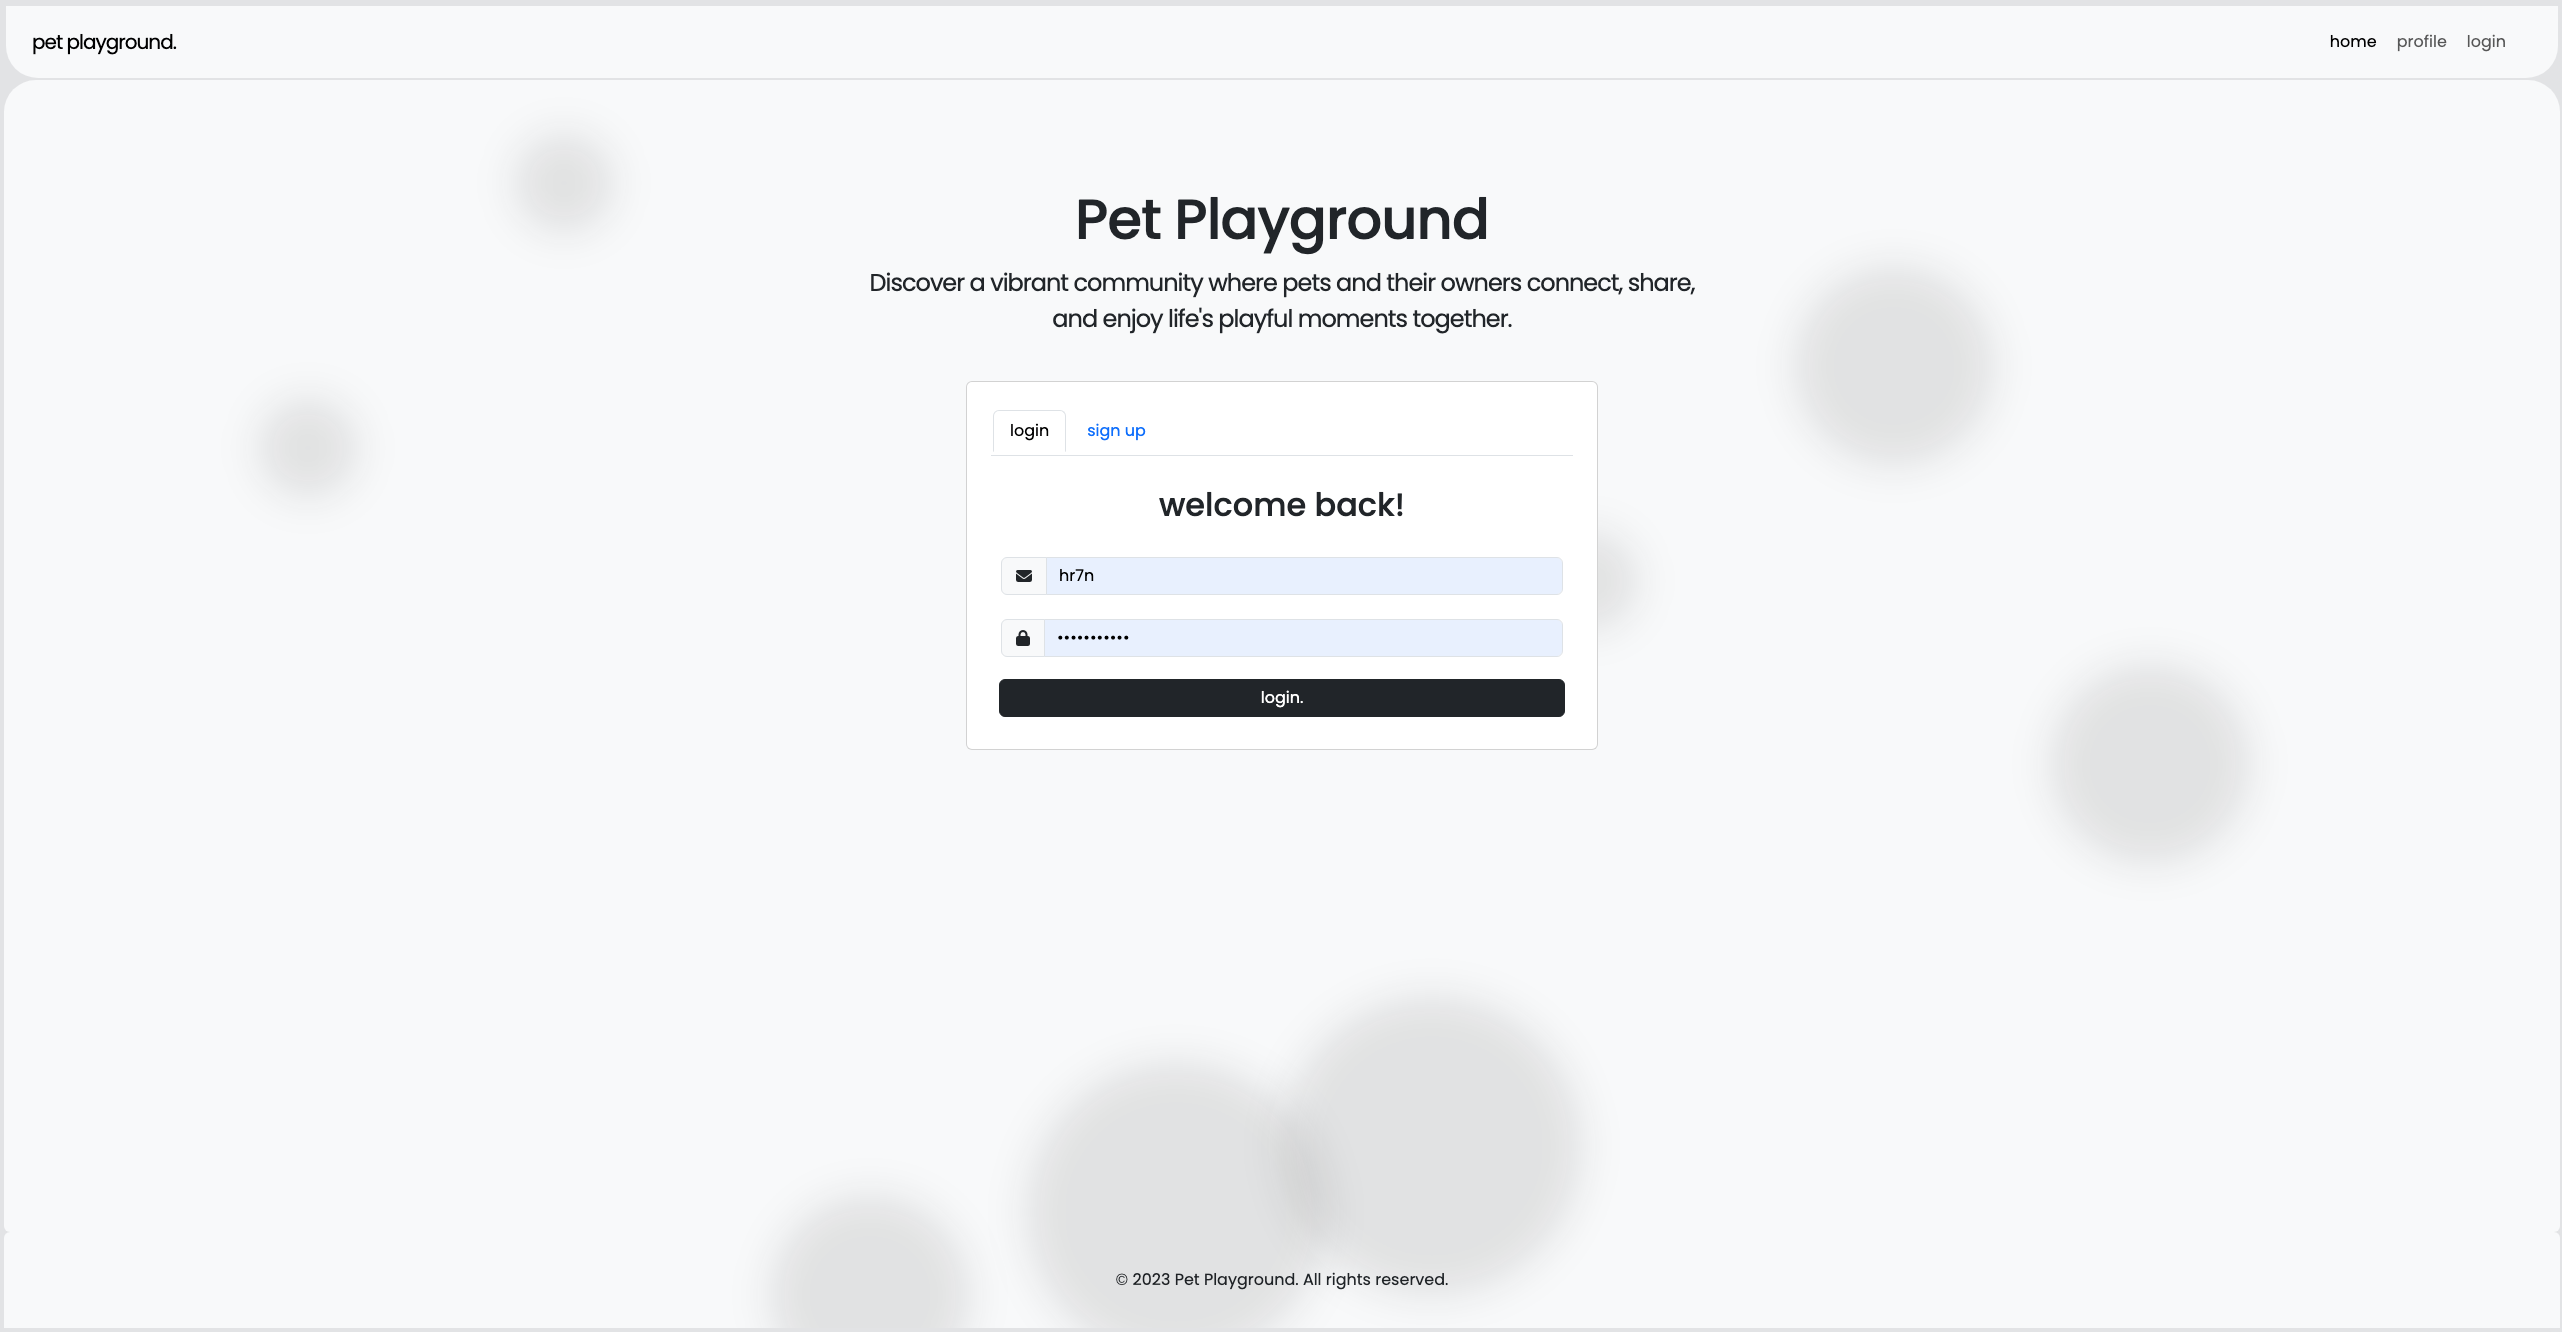 pet playground.
home profile login
Pet Playground
Discover a vibrant community where pets and their owners connect, share,
and enjoy life's playful moments together.
login sign up
welcome back!
hr7n
•••••••••••
login.
© 2023 Pet Playground. All rights reserved.